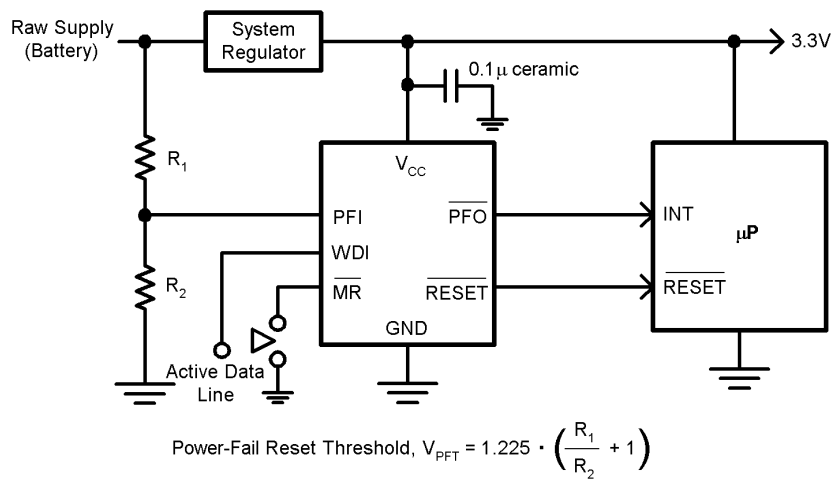 Raw Supply
(Battery)
System
Regulator
3.3V
0.1μ ceramic
R1
VCC
PFI
PFO
INT
μP
WDI
R2
MR
RESET
RESET
GND
Active Data
Line
Power-Fail Reset Threshold, VPFT = 1.225 · (R1/R2 + 1)